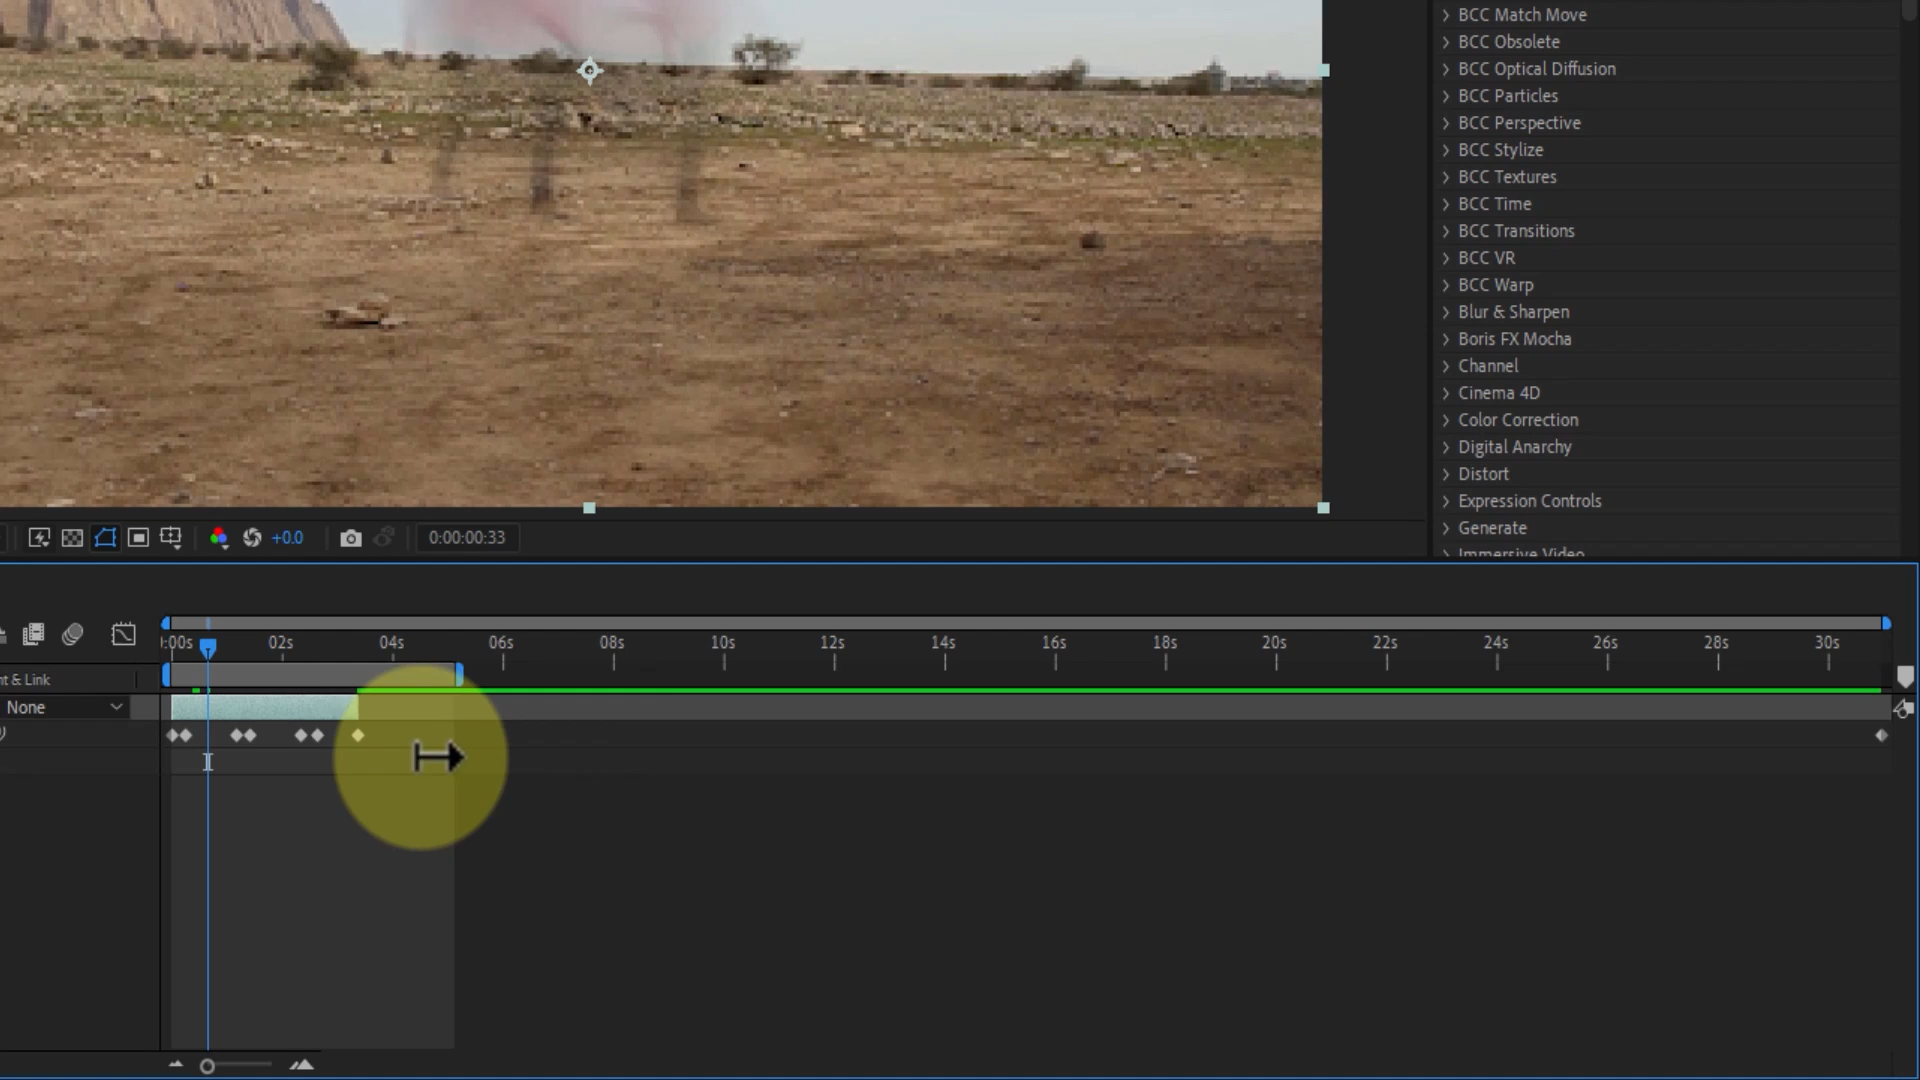 BCC Match Move
BCC Obsolete
BCC Optical Diffusion
BCC Particles
BCC Perspective
BCC Stylize
BCC Textures
BCC Time
BCC Transitions
BCC VR
BCC Warp
Blur & Sharpen
Boris FX Mocha
Channel
Cinema 4D
Color Correction
Digital Anarchy
Distort
Expression Controls
Generate
Immersive Video
+0.0
0:00:00:33
:00s 02s 04s 06s 08s 10s 12s 14s 16s 18s 20s 22s 24s 26s 28s 30s
nt & Link
None